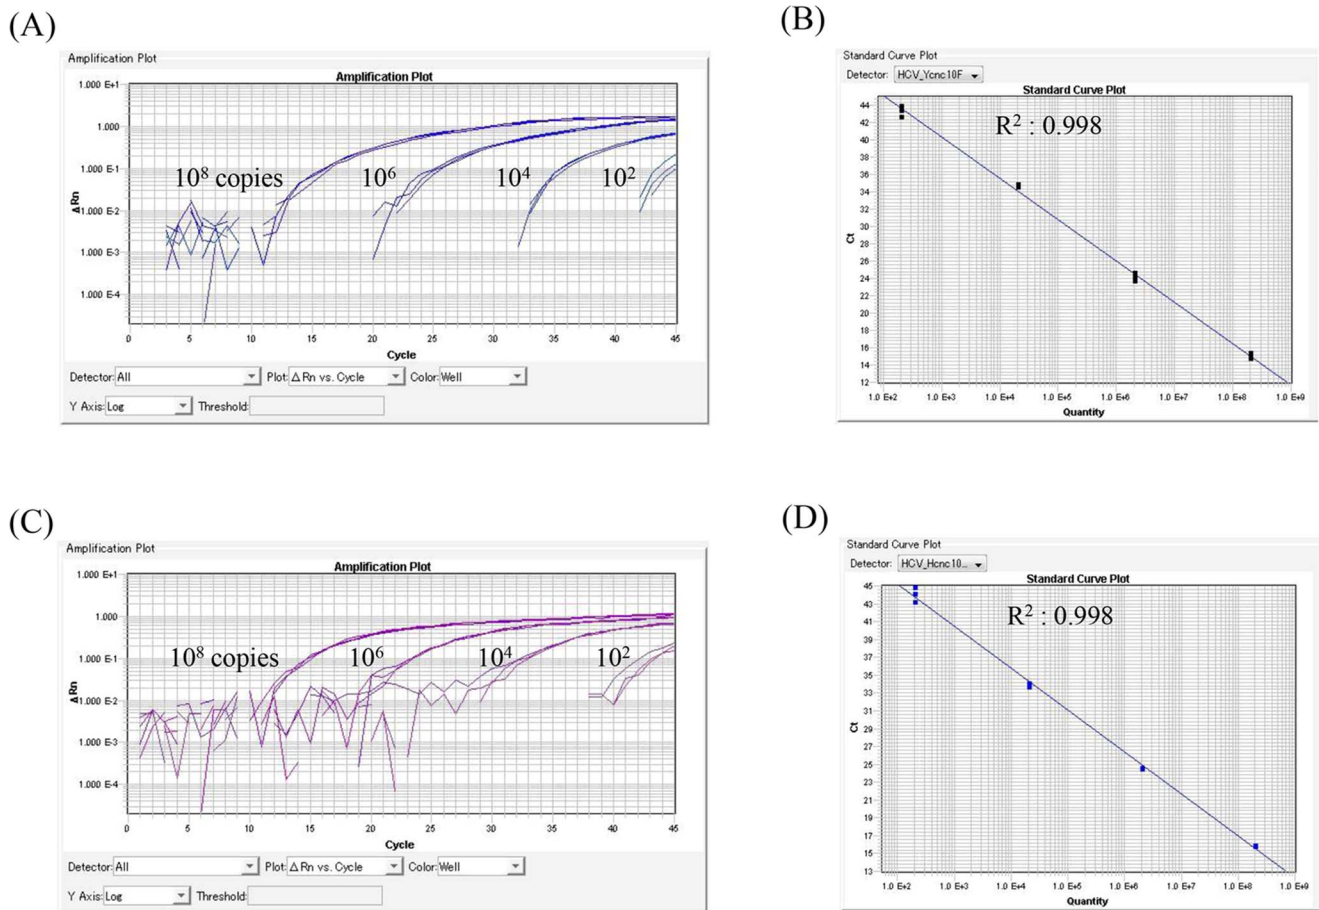 (A)
Amplification Plot
Amplification Plot
1.000 E+1
1.000
1.000 E-1
1.000 E-2
1.000 E-3
1.000 E-4
ΔRn
10⁸ copies
10⁶
10⁴
10²
0 5 10 15 20 25 30 35 40 45
Cycle
Detector: All Plot: ΔRn vs. Cycle Color: Well
Y Axis: Log Threshold:
(B)
Standard Curve Plot
Detector: HCV_Ycnc10F
Standard Curve Plot
R² : 0.998
44
42
40
38
36
34
32
30
28
26
24
22
20
18
16
14
12
Ct
1.0 E+2 1.0 E+3 1.0 E+4 1.0 E+5 1.0 E+6 1.0 E+7 1.0 E+8 1.0 E+9
Quantity
(C)
Amplification Plot
Amplification Plot
1.000 E+1
1.000
1.000 E-1
1.000 E-2
1.000 E-3
1.000 E-4
ΔRn
10⁸ copies
10⁶
10⁴
10²
0 5 10 15 20 25 30 35 40 45
Cycle
Detector: All Plot: ΔRn vs. Cycle Color: Well
Y Axis: Log Threshold:
(D)
Standard Curve Plot
Detector: HCV_Hcnc10...
Standard Curve Plot
R² : 0.998
45
43
41
39
37
35
33
31
29
27
25
23
21
19
17
15
13
Ct
1.0 E+2 1.0 E+3 1.0 E+4 1.0 E+5 1.0 E+6 1.0 E+7 1.0 E+8 1.0 E+9
Quantity